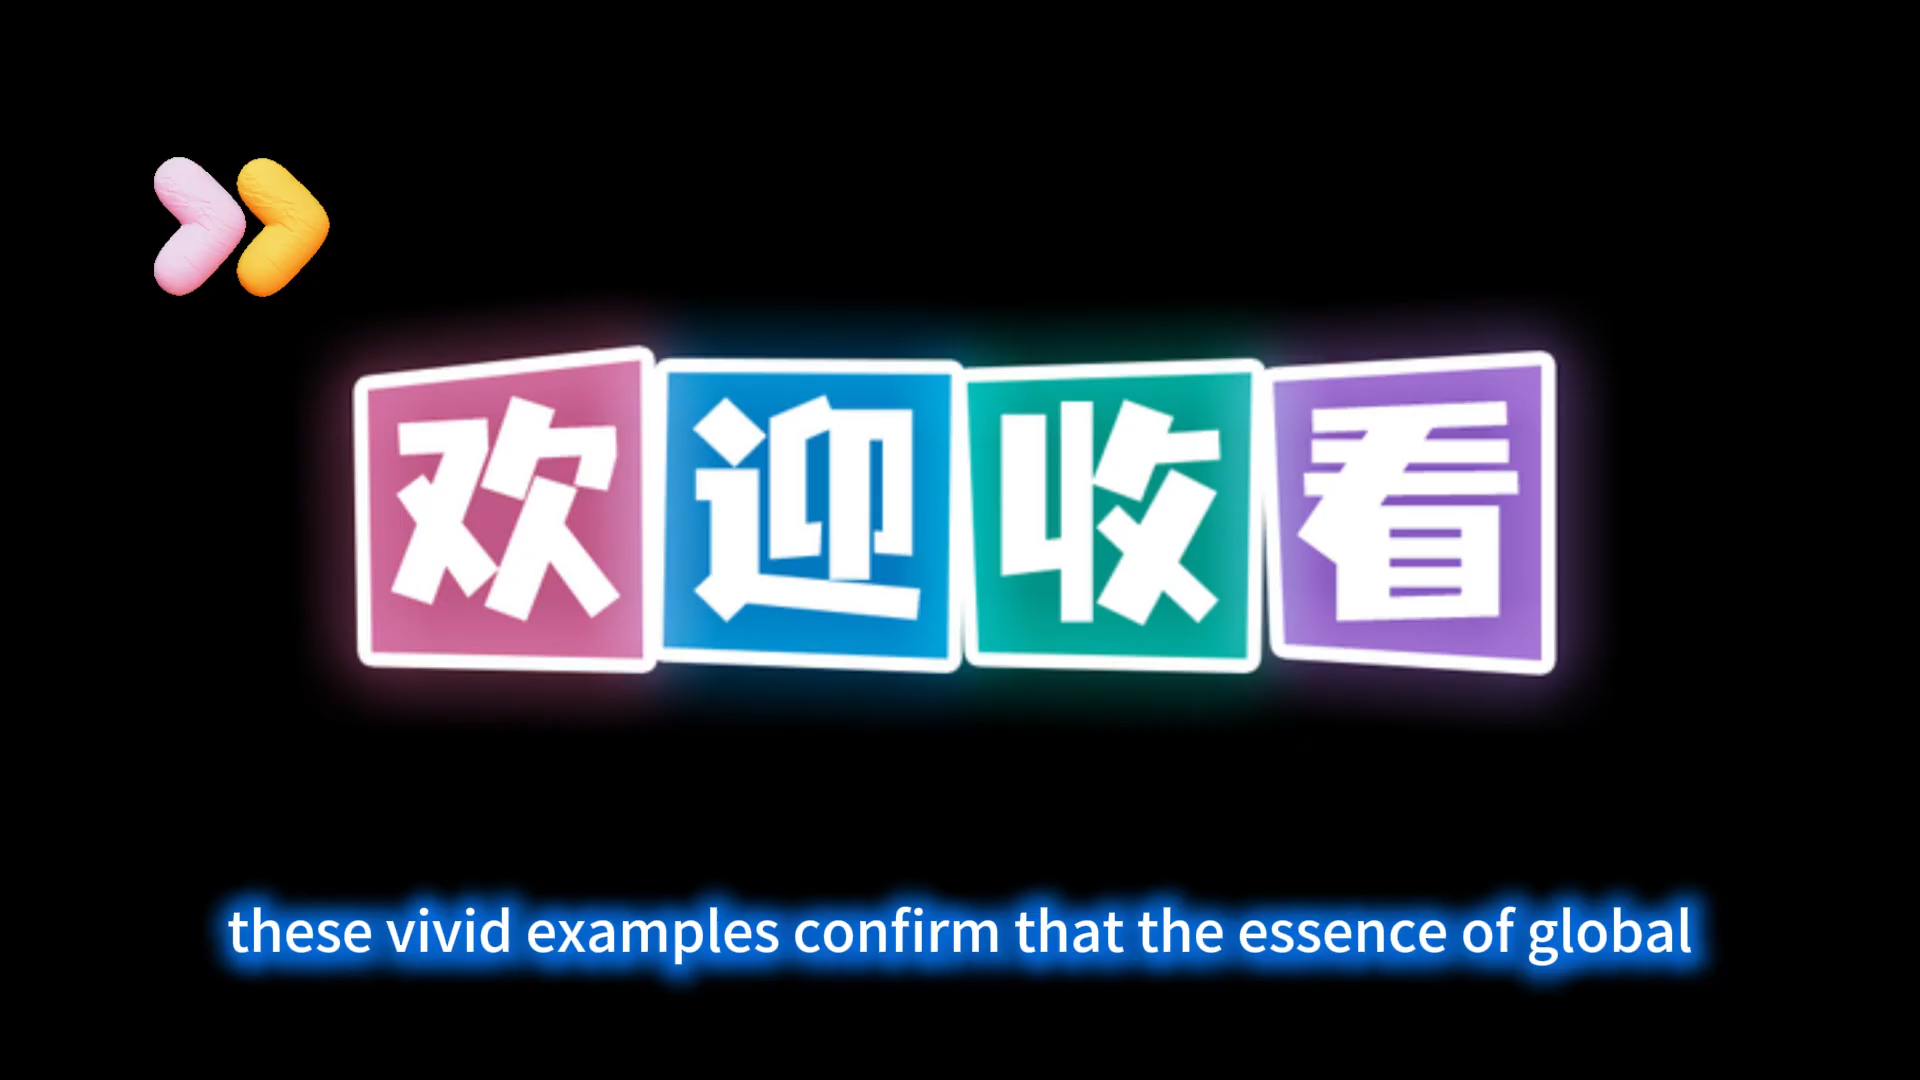 欢迎收看
these vivid examples confirm that the essence of global